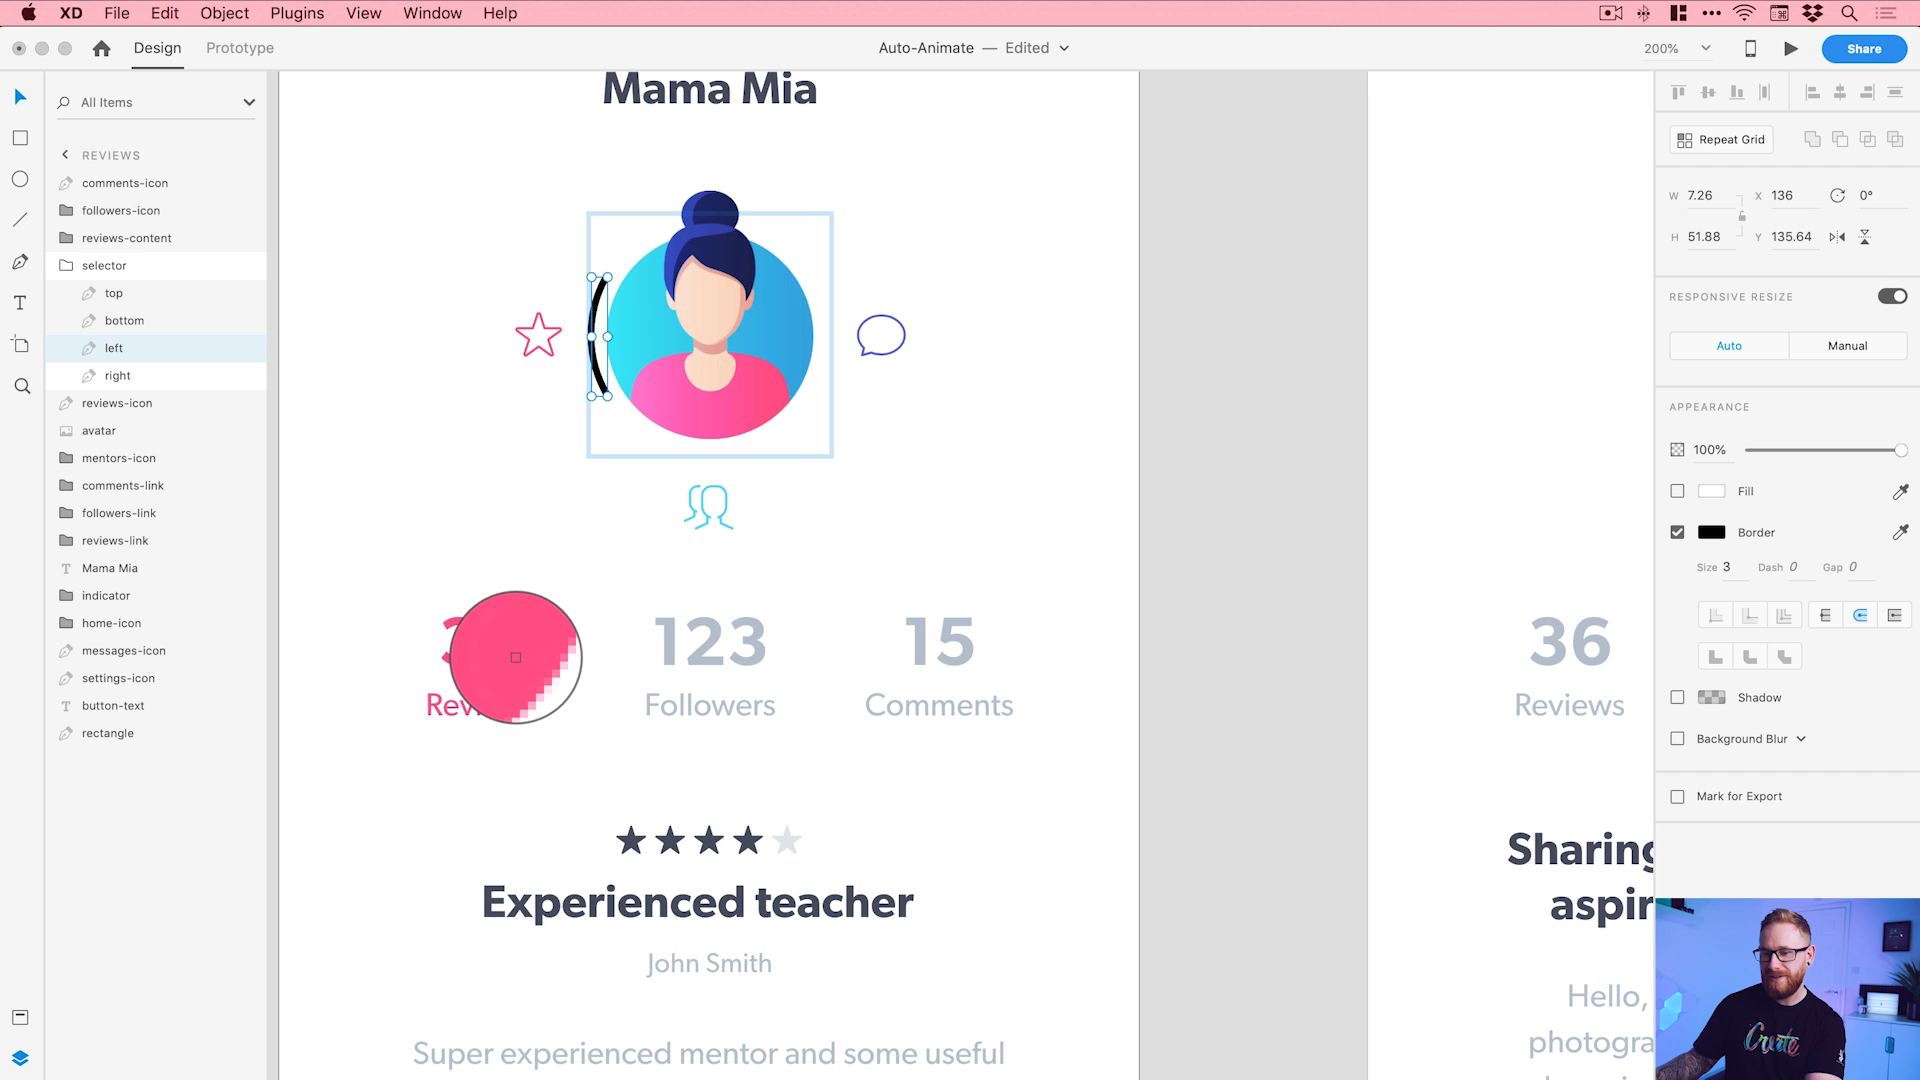 XD File Edit Object Plugins View Window Help
Design Prototype
Auto-Animate — Edited
200%
Share
All Items
REVIEWS
comments-icon
followers-icon
reviews-content
selector
top
bottom
left
right
reviews-icon
avatar
mentors-icon
comments-link
followers-link
reviews-link
Mama Mia
indicator
home-icon
messages-icon
settings-icon
button-text
rectangle
Mama Mia
123
Followers
15
Comments
Experienced teacher
John Smith
Super experienced mentor and some useful
36
Reviews
Sharing
aspir
Hello,
photogra
Repeat Grid
W 7.26 X 136 0°
H 51.88 Y 135.64
RESPONSIVE RESIZE
Auto Manual
APPEARANCE
100%
Fill
Border
Size 3 Dash 0 Gap 0
Shadow
Background Blur
Mark for Export
Create